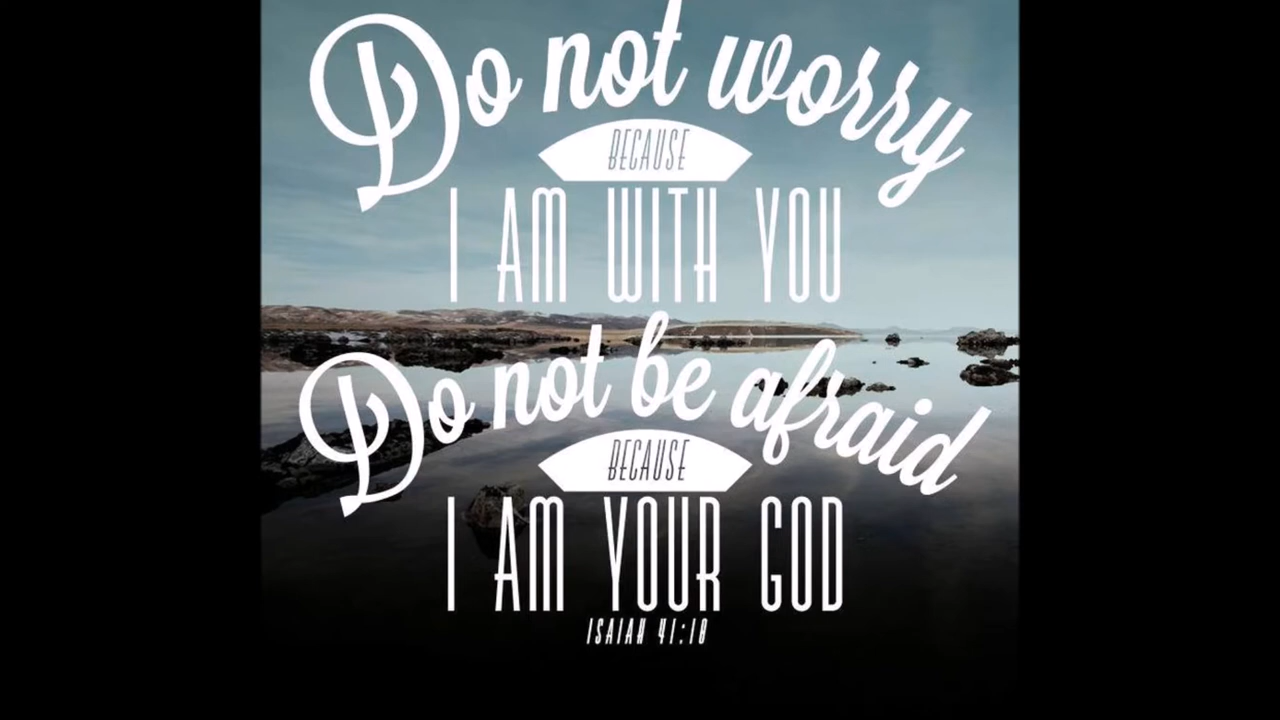 Do not worry
BECAUSE
I AM WITH YOU
Do not be afraid
BECAUSE
I AM YOUR GOD
ISAIAH 41:10